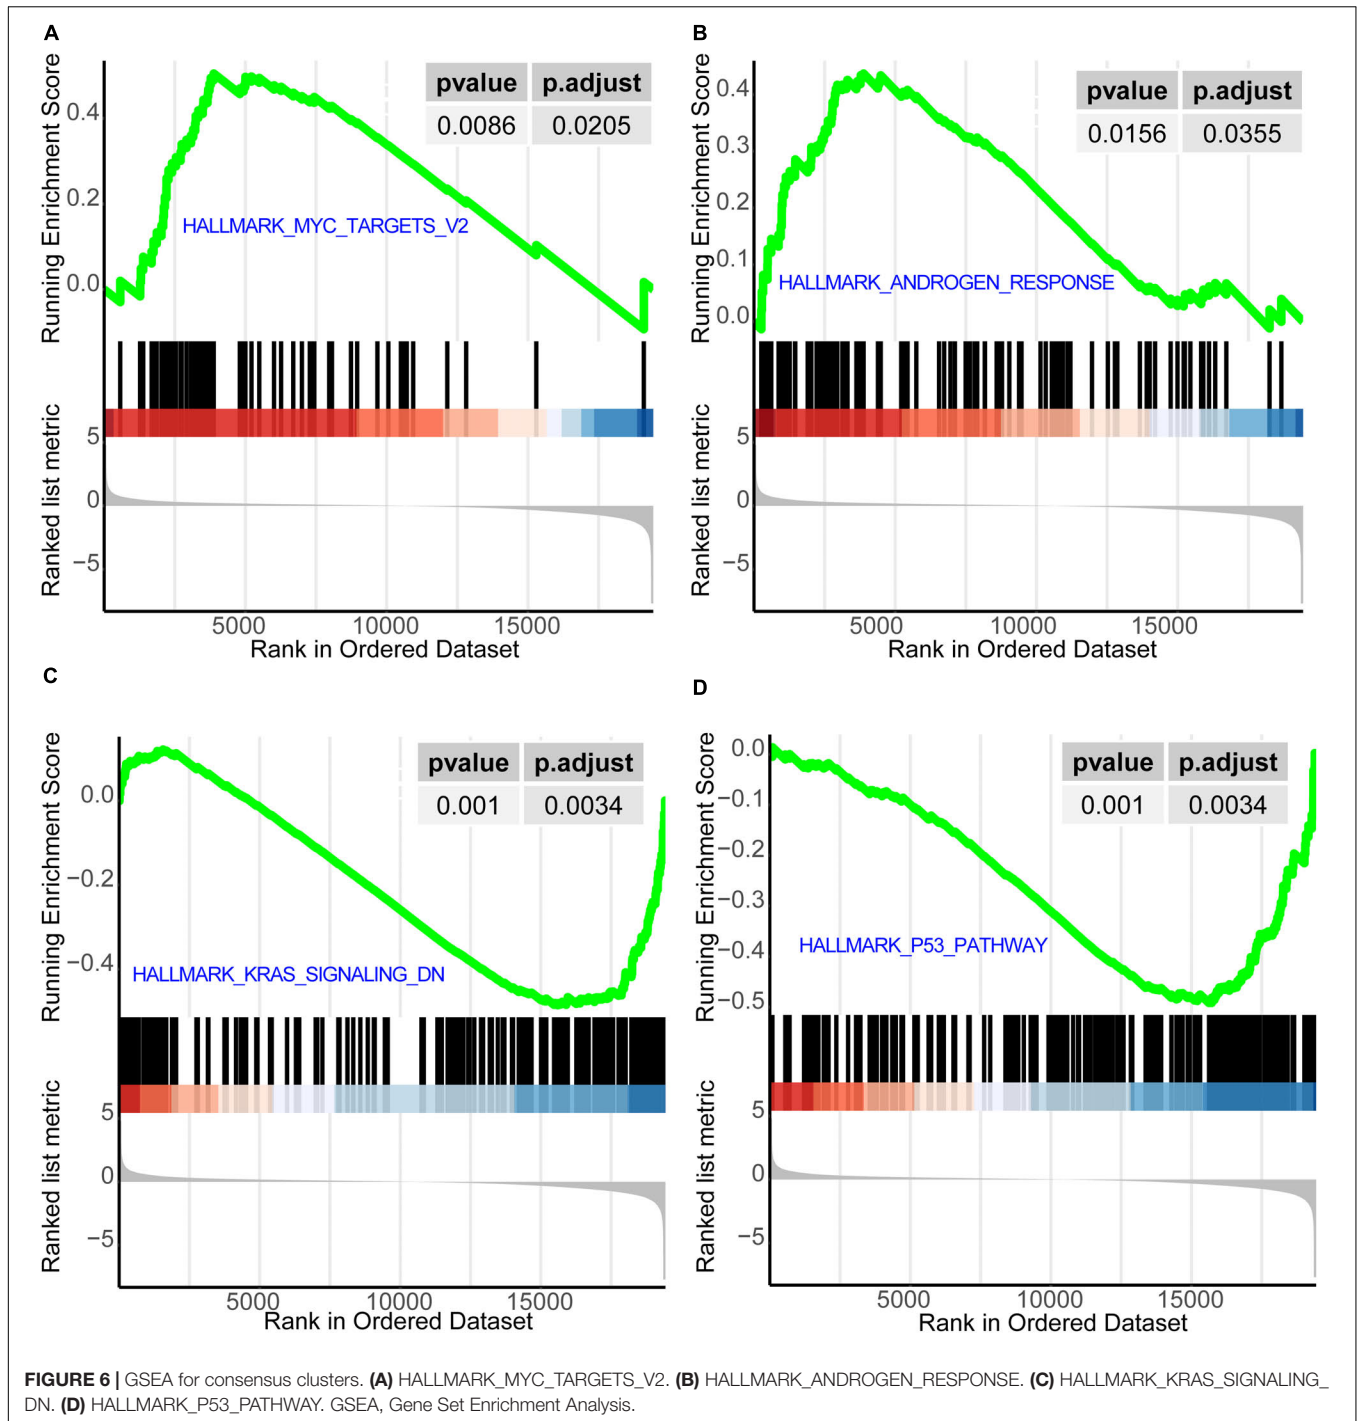 A
Running Enrichment Score
0.4
0.2
0.0
pvalue p.adjust
0.0086 0.0205
HALLMARK_MYC_TARGETS_V2
Ranked list metric
5
0
−5
5000 10000 15000
Rank in Ordered Dataset
B
Running Enrichment Score
0.4
0.3
0.2
0.1
0.0
pvalue p.adjust
0.0156 0.0355
HALLMARK_ANDROGEN_RESPONSE
Ranked list metric
5
0
−5
5000 10000 15000
Rank in Ordered Dataset
C
Running Enrichment Score
0.0
−0.2
−0.4
pvalue p.adjust
0.001 0.0034
HALLMARK_KRAS_SIGNALING_DN
Ranked list metric
5
0
−5
5000 10000 15000
Rank in Ordered Dataset
D
Running Enrichment Score
0.0
−0.1
−0.2
−0.3
−0.4
−0.5
pvalue p.adjust
0.001 0.0034
HALLMARK_P53_PATHWAY
Ranked list metric
5
0
−5
5000 10000 15000
Rank in Ordered Dataset
FIGURE 6 | GSEA for consensus clusters. (A) HALLMARK_MYC_TARGETS_V2. (B) HALLMARK_ANDROGEN_RESPONSE. (C) HALLMARK_KRAS_SIGNALING_
DN. (D) HALLMARK_P53_PATHWAY. GSEA, Gene Set Enrichment Analysis.